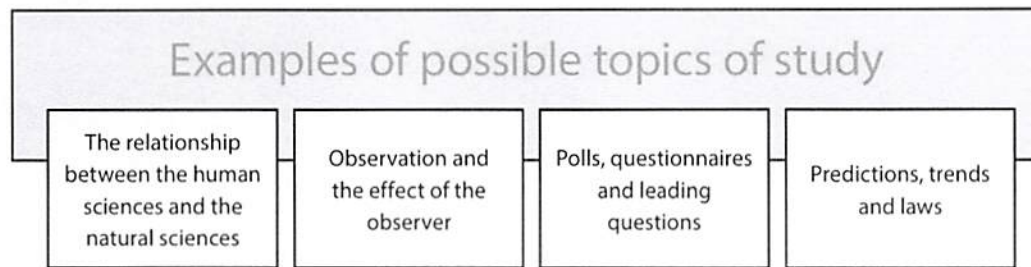 Examples of possible topics of study
The relationship
between the human
sciences and the
natural sciences
Observation and
the effect of the
observer
Polls, questionnaires
and leading
questions
Predictions, trends
and laws